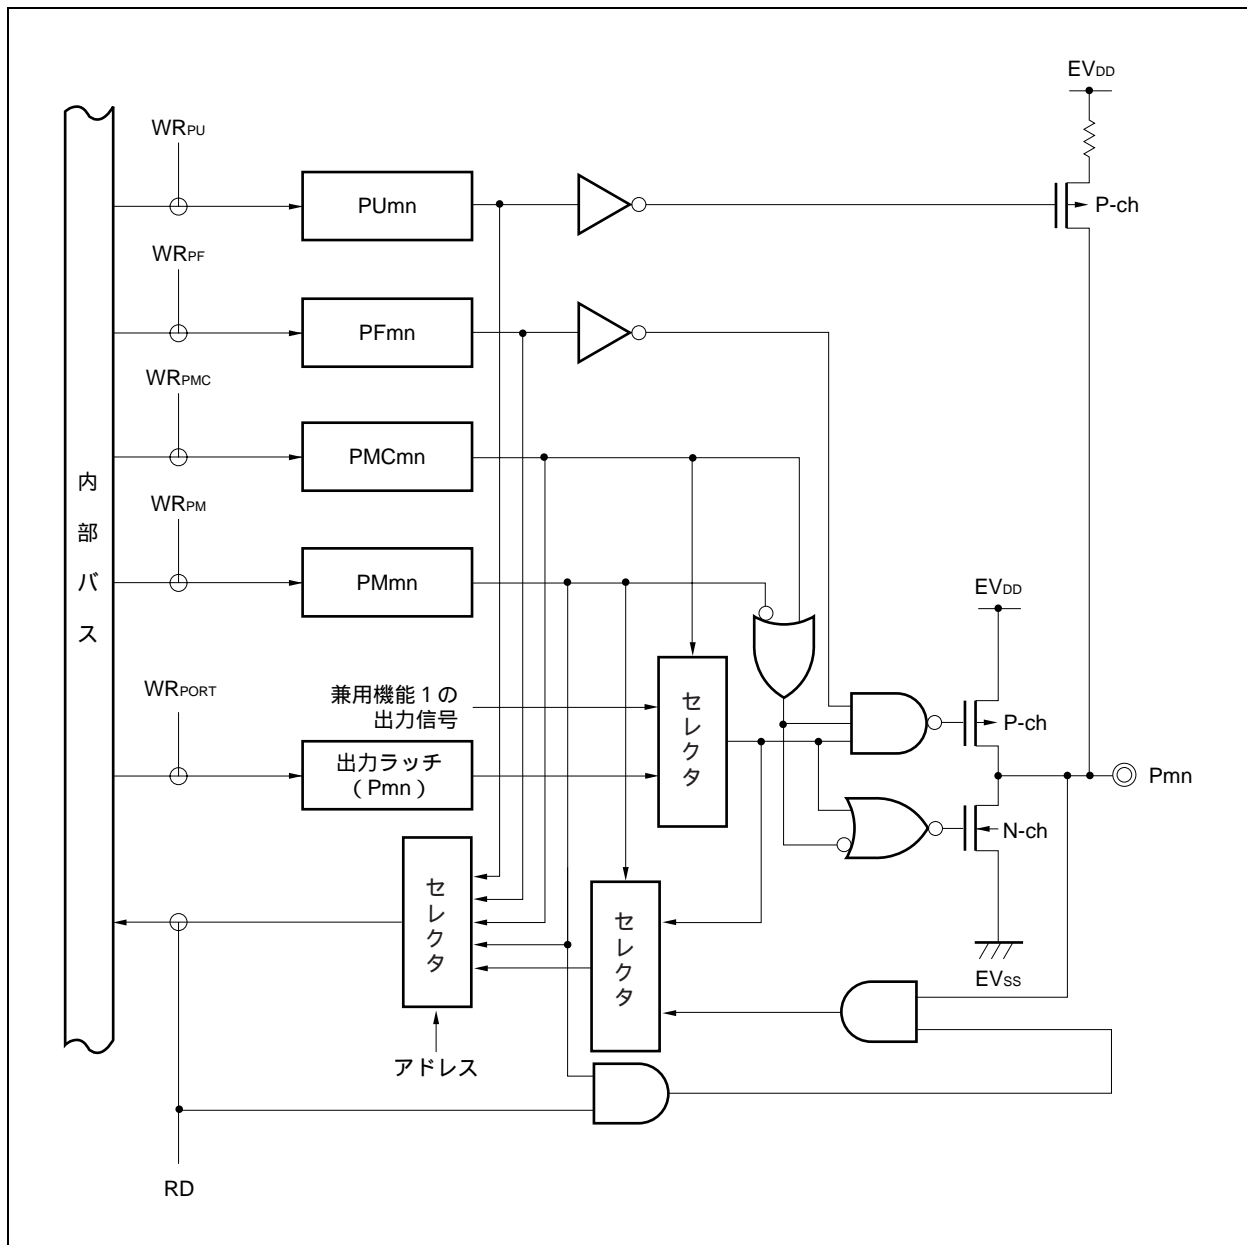 EVDD
WRPU
PUmn
P-ch
WRPF
PFmn
WRPMC
PMCmn
内部バス
WRPM
PMmn
EVDD
WRPORT
兼用機能1の
出力信号
セレクタ
P-ch
出力ラッチ
(Pmn)
Pmn
N-ch
セレクタ
セレクタ
EVSS
アドレス
RD